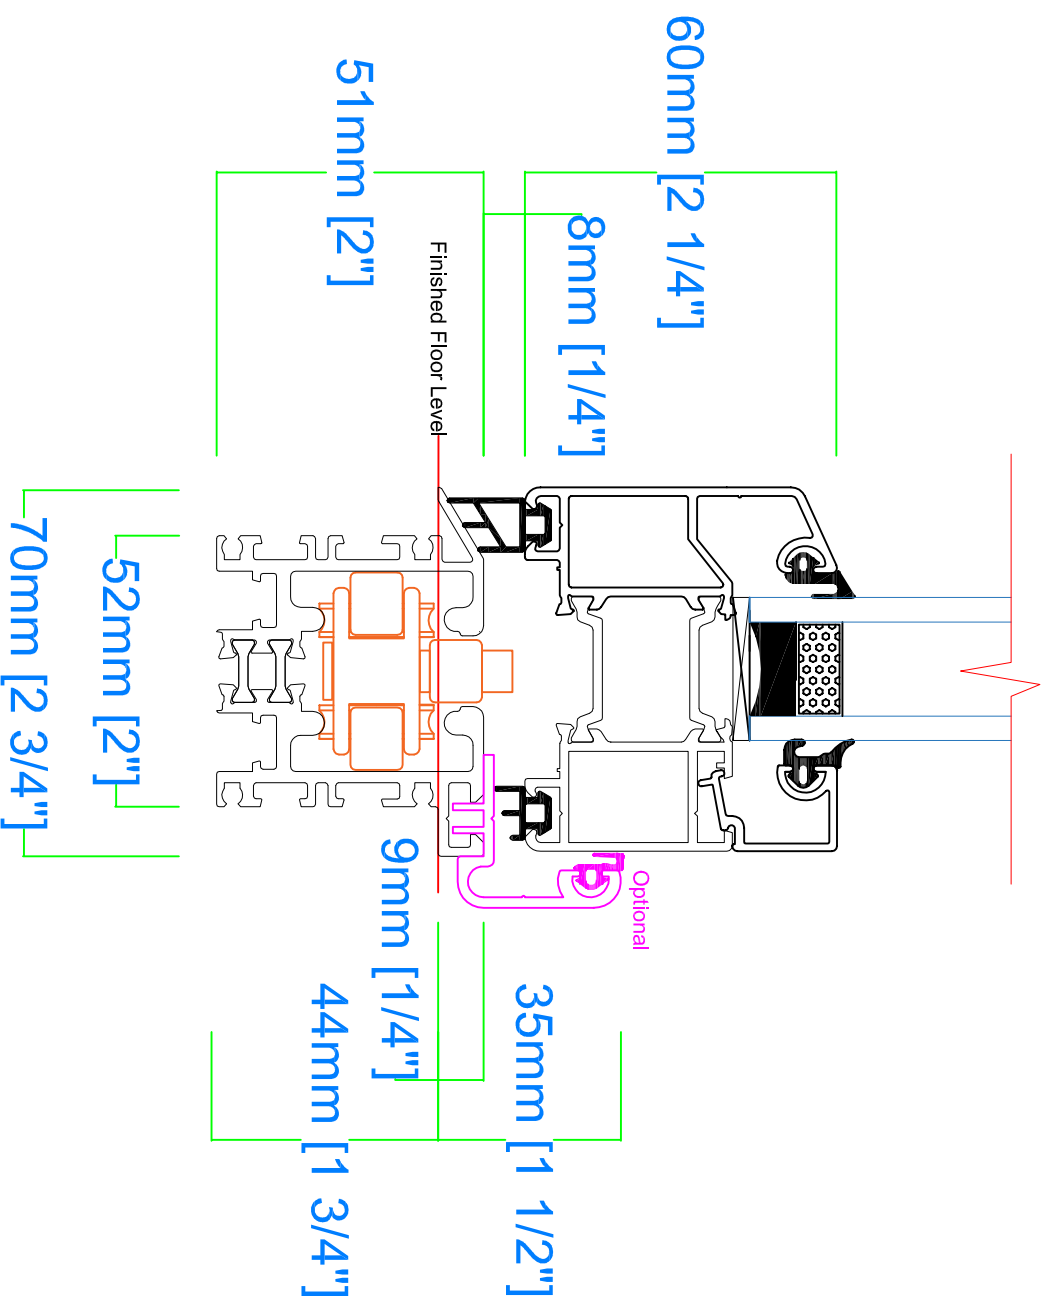 60mm [2 1/4"]
51mm [2"]
8mm [1/4"]
Finished Floor Level
70mm [2 3/4"]
52mm [2"]
Optional
9mm [1/4"]
35mm [1 1/2"]
44mm [1 3/4"]